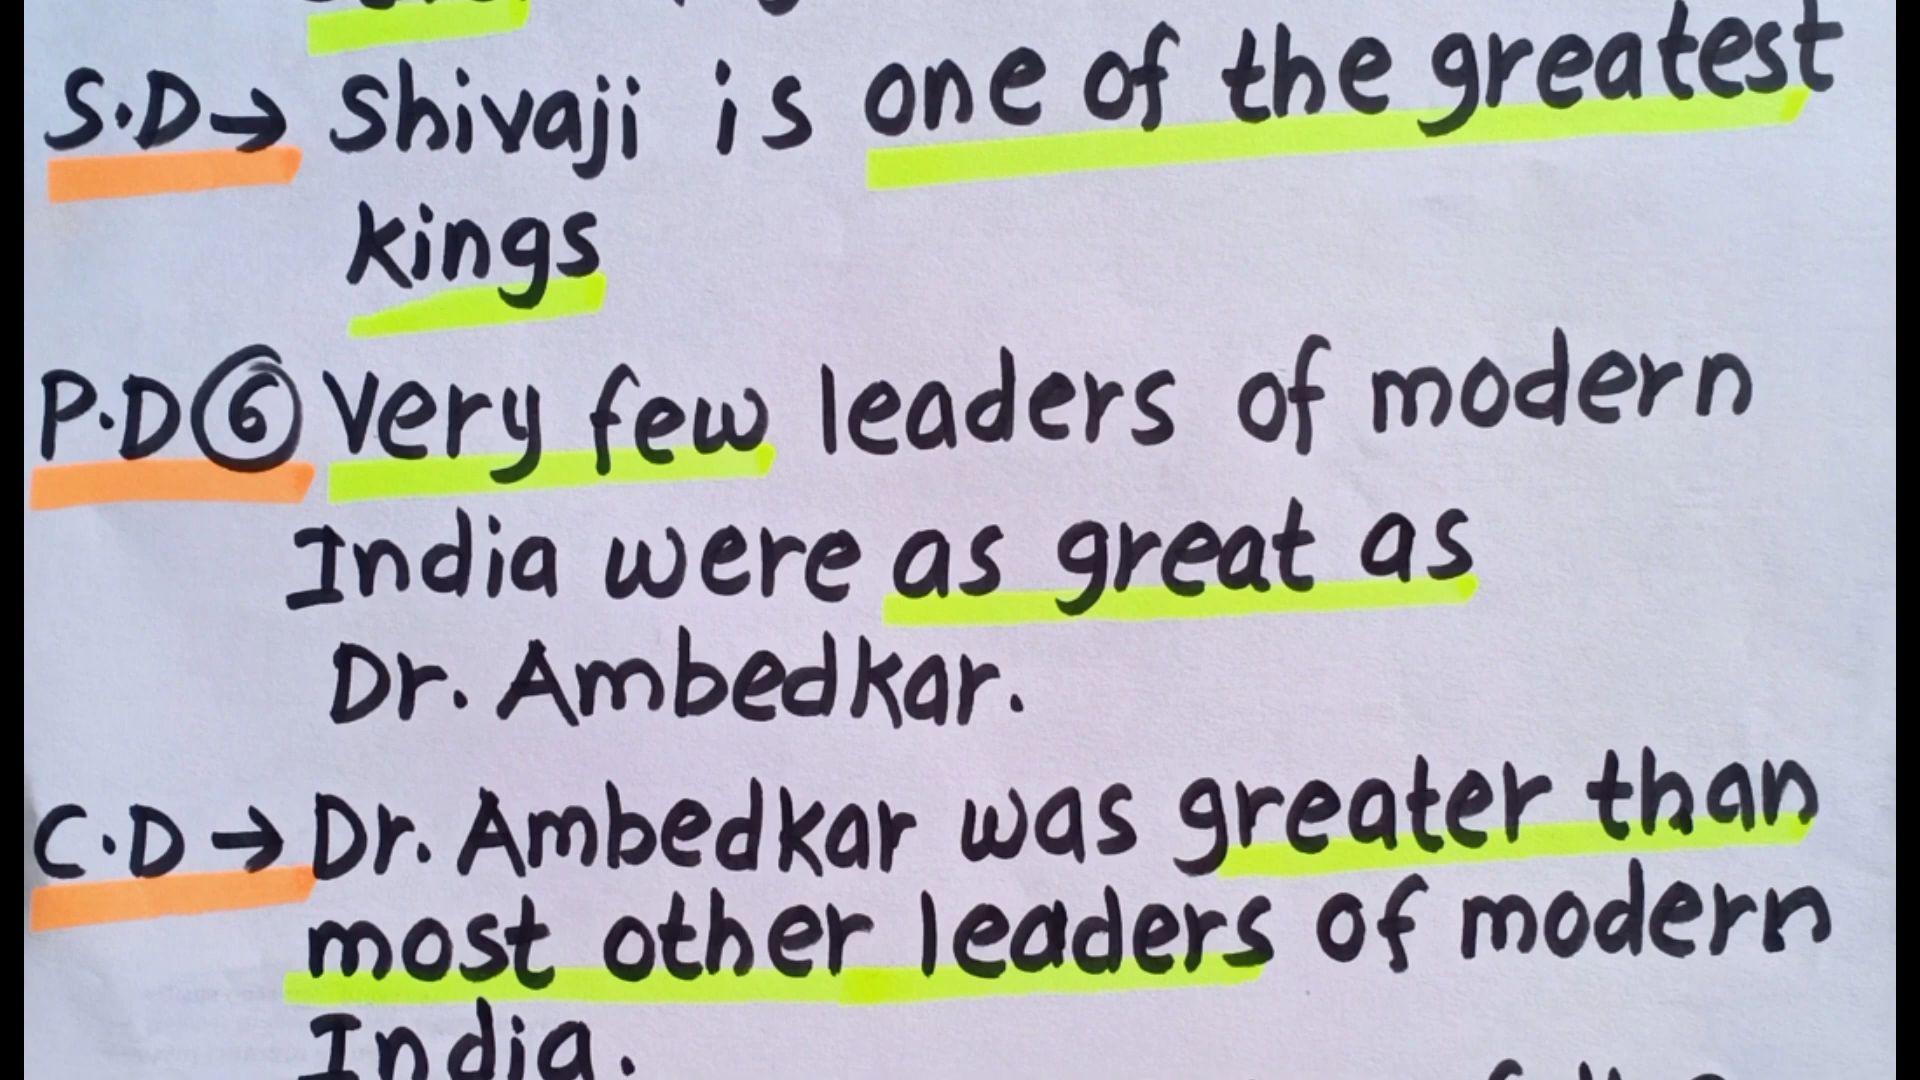 S.D→ Shivaji is one of the greatest
kings
P.D ⑥ Very few leaders of modern
India were as great as
Dr. Ambedkar.
C.D → Dr. Ambedkar was greater than
most other leaders of modern
India.